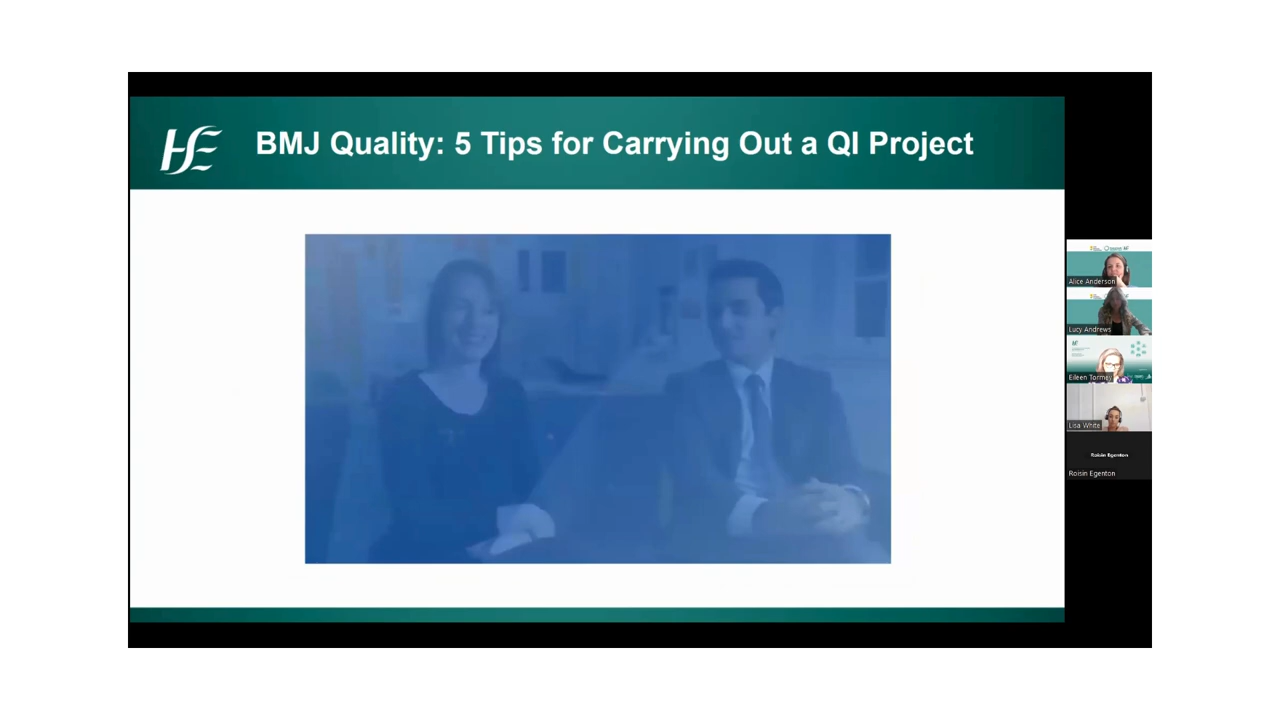 HSE
BMJ Quality: 5 Tips for Carrying Out a QI Project
Alice Anderson
Lucy Andrews
Eileen Tormey
Lisa White
Roisin Egenton
Roisin Egenton